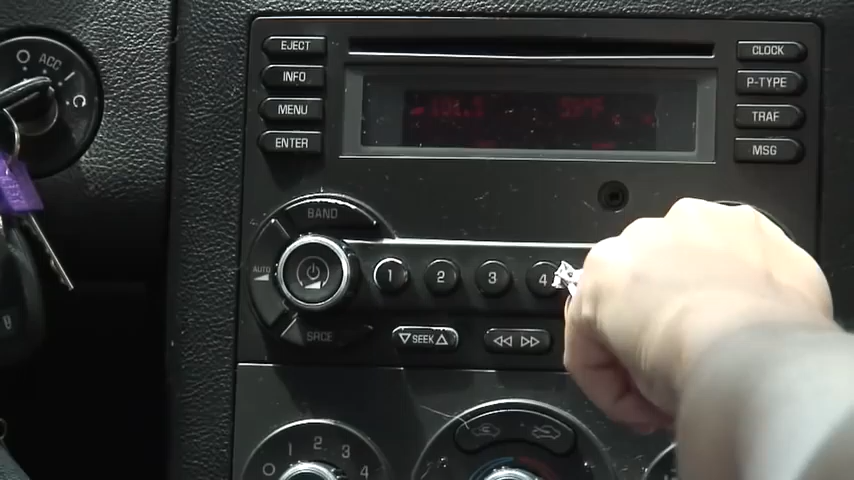 EJECT
INFO
MENU
ENTER
CLOCK
P-TYPE
TRAF
MSG
ACC
BAND
AUTO
SRCE
1 2 3 4
SEEK
0 1 2 3 4